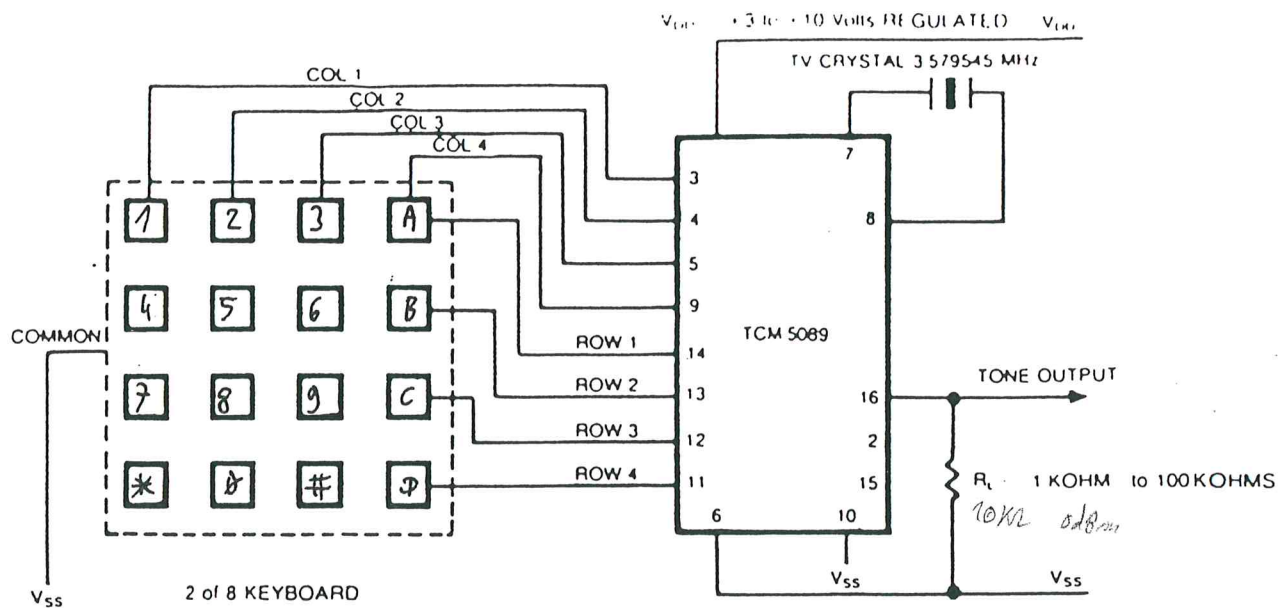 +3 to +10 Volts REGULATED
TV CRYSTAL 3.579545 MHz
COL 1
COL 2
COL 3
COL 4
7
3
1 2 3 A
4
8
5
4 5 6 B
9
COMMON
TCM 5089
ROW 1
14
ROW 2
13
TONE OUTPUT
16
7 8 9 C
ROW 3
12
2
ROW 4
11
15
* 0 # D
RL 1 KOHM to 100 KOHMS
10KΩ 0dBm
6
10
VSS
VSS
VSS
2 of 8 KEYBOARD